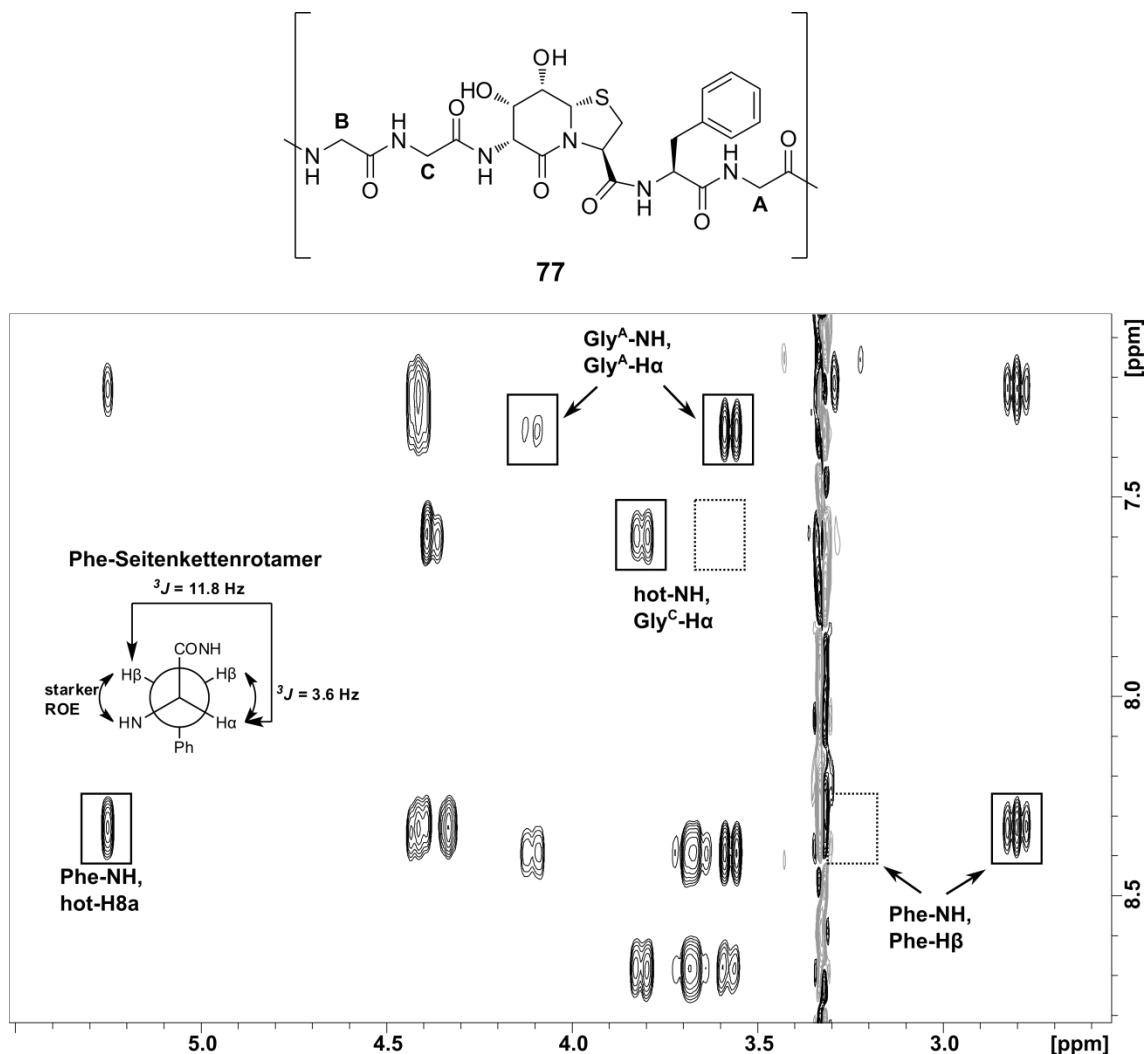 OH
HO
S
B
O
H
N
O
N
H
O
C
N
H
O
N
O
N
H
O
H
N
A
O
77
Gly^A-NH,
Gly^A-Hα
[ppm]
7.5
Phe-Seitenkettenrotamer
³J = 11.8 Hz
hot-NH,
Gly^C-Hα
CONH
Hβ Hβ
starker
ROE
³J = 3.6 Hz
HN Hα
Ph
8.0
Phe-NH,
hot-H8a
8.5
Phe-NH,
Phe-Hβ
5.0 4.5 4.0 3.5 3.0 [ppm]